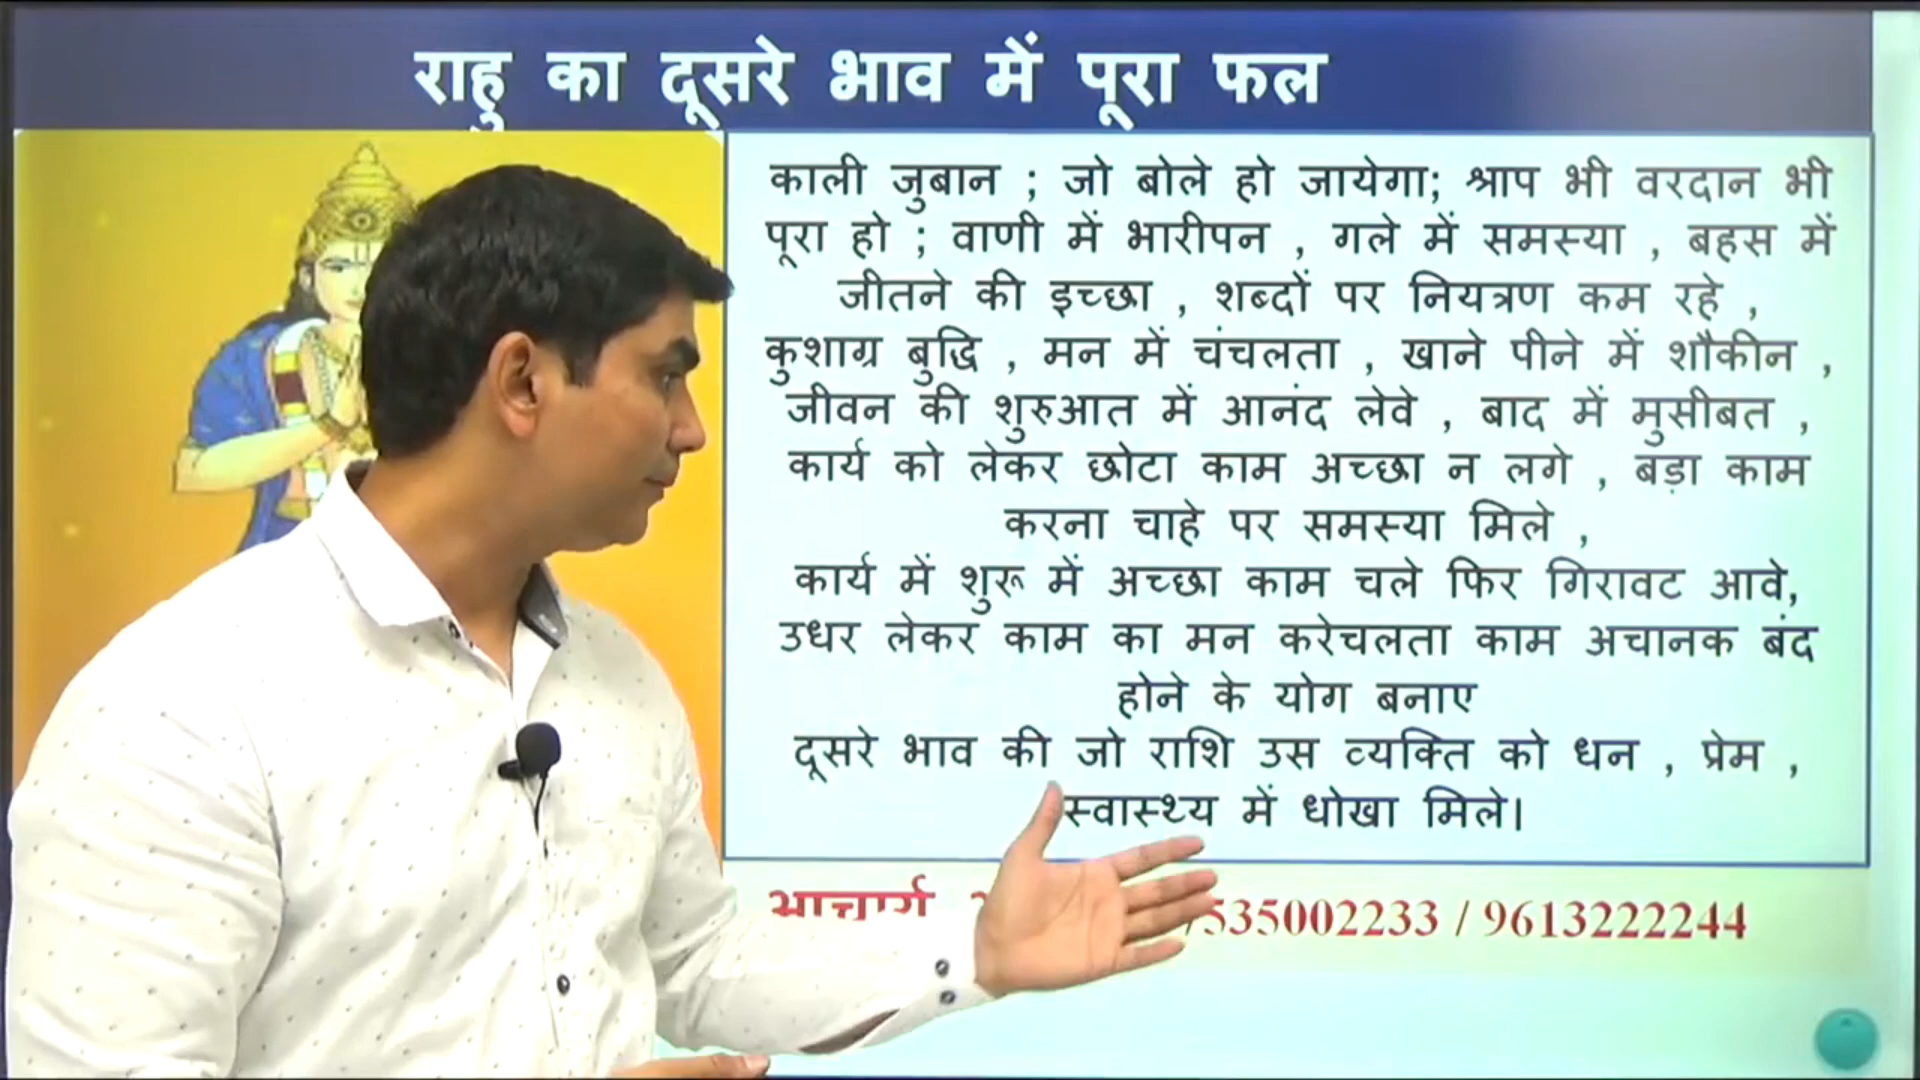 राहु का दूसरे भाव में पूरा फल
काली जुबान ; जो बोले हो जायेगा; श्राप भी वरदान भी
पूरा हो ; वाणी में भारीपन , गले में समस्या , बहस में
जीतने की इच्छा , शब्दों पर नियत्रण कम रहे ,
कुशाग्र बुद्धि , मन में चंचलता , खाने पीने में शौकीन ,
जीवन की शुरुआत में आनंद लेवे , बाद में मुसीबत ,
कार्य को लेकर छोटा काम अच्छा न लगे , बड़ा काम
करना चाहे पर समस्या मिले ,
कार्य में शुरू में अच्छा काम चले फिर गिरावट आवे,
उधर लेकर काम का मन करेचलता काम अचानक बंद
होने के योग बनाए
दूसरे भाव की जो राशि उस व्यक्ति को धन , प्रेम ,
स्वास्थ्य में धोखा मिले।
आचार्य 535002233 / 9613222244